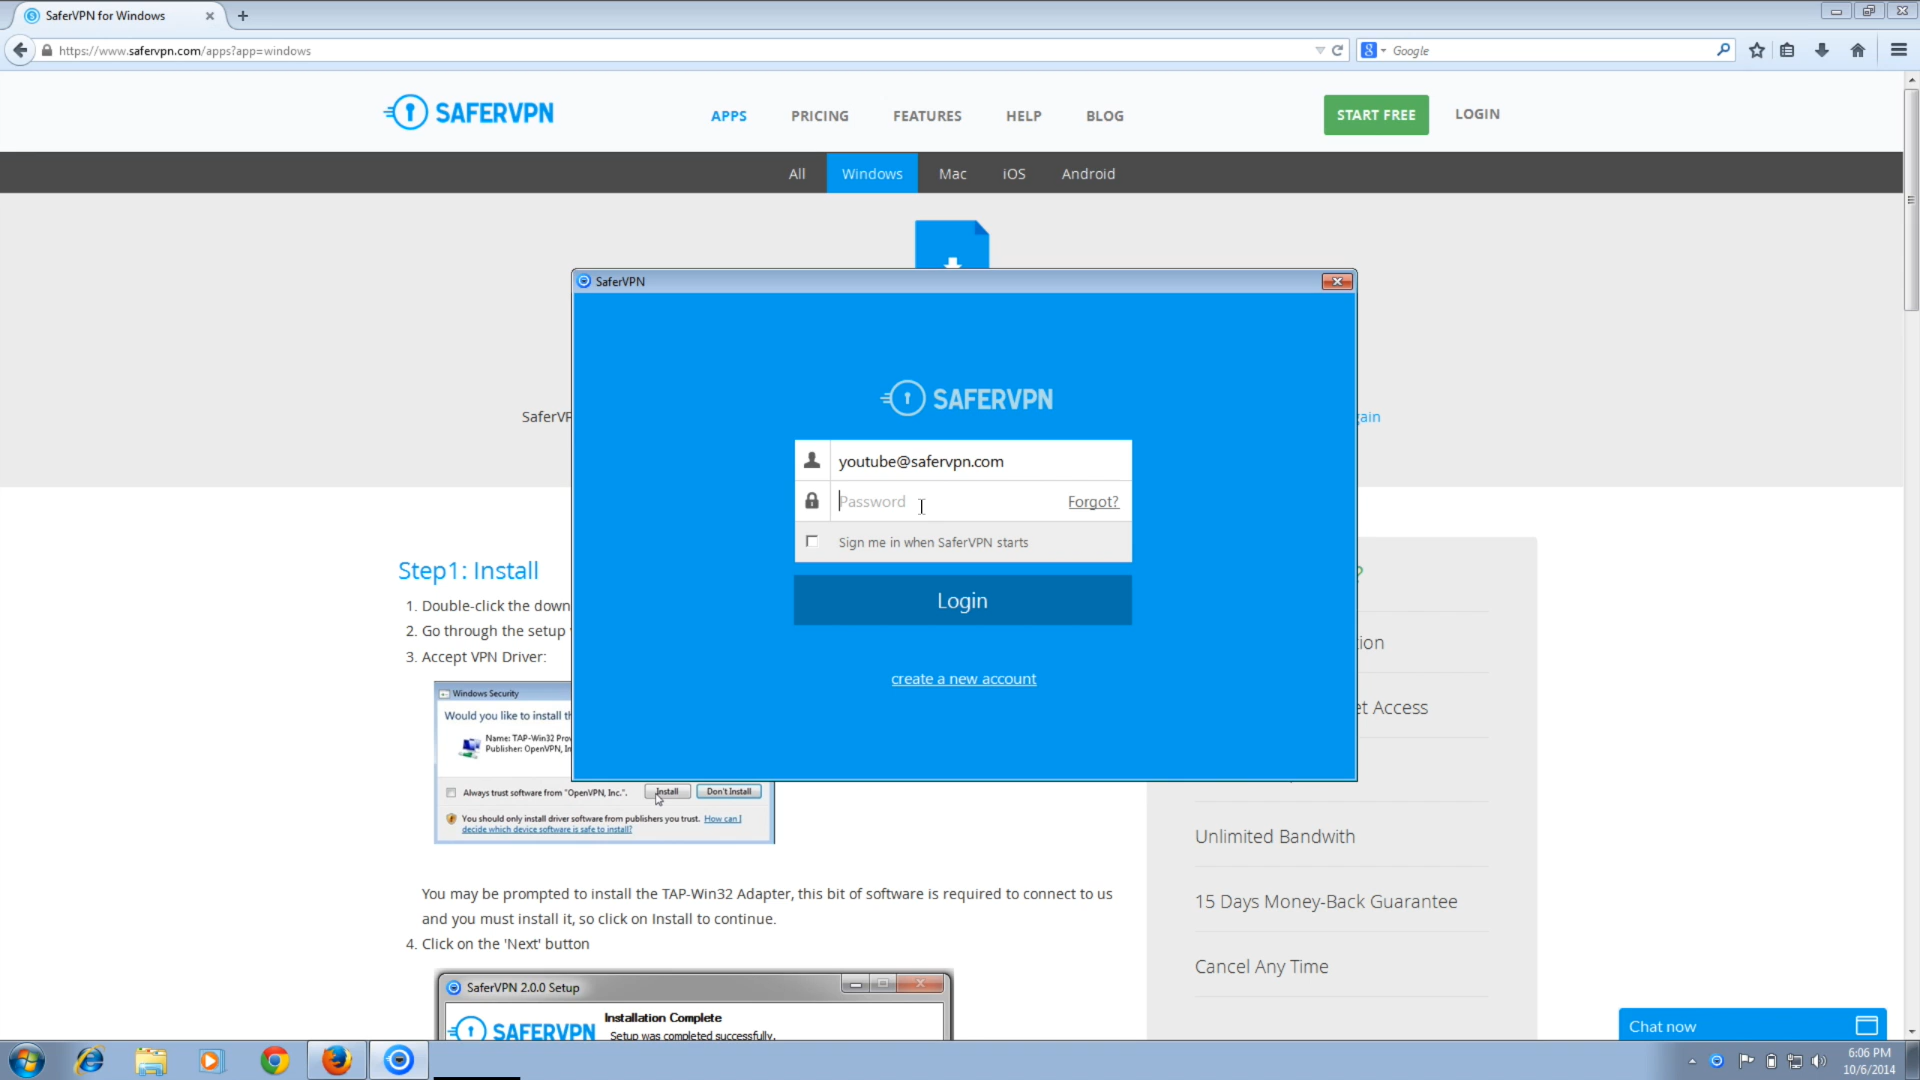 SaferVPN for Windows
https://www.safervpn.com/apps?app=windows
Google
SAFERVPN
APPS PRICING FEATURES HELP BLOG
START FREE LOGIN
All Windows Mac iOS Android
SaferVPN
SAFERVPN
youtube@safervpn.com
Password Forgot?
Sign me in when SaferVPN starts
Login
create a new account
Step1: Install
1. Double-click the down
2. Go through the setup
3. Accept VPN Driver:
Windows Security
Would you like to install
Name: TAP-Win32 Prov
Publisher: OpenVPN, In
Always trust software from "OpenVPN, Inc.". Install Don't Install
You should only install driver software from publishers you trust. How can I
decide which device software is safe to install?
You may be prompted to install the TAP-Win32 Adapter, this bit of software is required to connect to us
and you must install it, so click on Install to continue.
4. Click on the 'Next' button
SaferVPN 2.0.0 Setup
SAFERVPN
Installation Complete
Setup was completed successfully.
Access
Unlimited Bandwith
15 Days Money-Back Guarantee
Cancel Any Time
Chat now
6:06 PM
10/6/2014